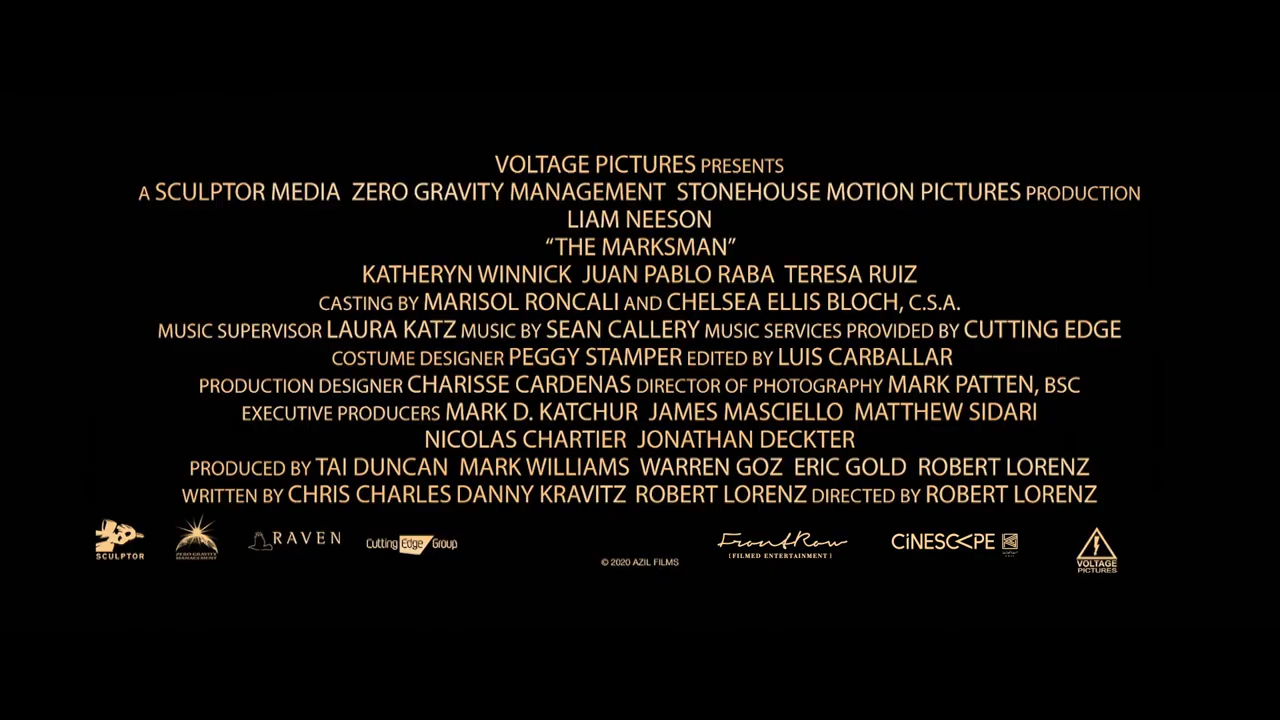 VOLTAGE PICTURES PRESENTS
A SCULPTOR MEDIA ZERO GRAVITY MANAGEMENT STONEHOUSE MOTION PICTURES PRODUCTION
LIAM NEESON
“THE MARKSMAN”
KATHERYN WINNICK JUAN PABLO RABA TERESA RUIZ
CASTING BY MARISOL RONCALI AND CHELSEA ELLIS BLOCH, C.S.A.
MUSIC SUPERVISOR LAURA KATZ MUSIC BY SEAN CALLERY MUSIC SERVICES PROVIDED BY CUTTING EDGE
COSTUME DESIGNER PEGGY STAMPER EDITED BY LUIS CARBALLAR
PRODUCTION DESIGNER CHARISSE CARDENAS DIRECTOR OF PHOTOGRAPHY MARK PATTEN, BSC
EXECUTIVE PRODUCERS MARK D. KATCHUR JAMES MASCIELLO MATTHEW SIDARI
NICOLAS CHARTIER JONATHAN DECKTER
PRODUCED BY TAI DUNCAN MARK WILLIAMS WARREN GOZ ERIC GOLD ROBERT LORENZ
WRITTEN BY CHRIS CHARLES DANNY KRAVITZ ROBERT LORENZ DIRECTED BY ROBERT LORENZ
SCULPTOR
ZERO GRAVITY
MANAGEMENT
RAVEN
Cutting Edge Group
© 2020 AZIL FILMS
Front Row
[FILMED ENTERTAINMENT]
CINESCAPE
VOLTAGE
PICTURES